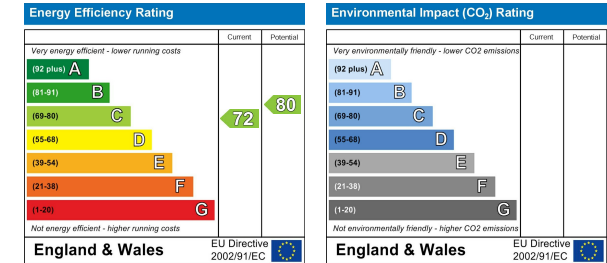 Energy Efficiency Rating
Current Potential
Very energy efficient - lower running costs
(92 plus) A
(81-91) B
(69-80) C
72
80
(55-68) D
(39-54) E
(21-38) F
(1-20) G
Not energy efficient - higher running costs
England & Wales
EU Directive
2002/91/EC
Environmental Impact (CO2) Rating
Current Potential
Very environmentally friendly - lower CO2 emissions
(92 plus) A
(81-91) B
(69-80) C
(55-68) D
(39-54) E
(21-38) F
(1-20) G
Not environmentally friendly - higher CO2 emissions
England & Wales
EU Directive
2002/91/EC